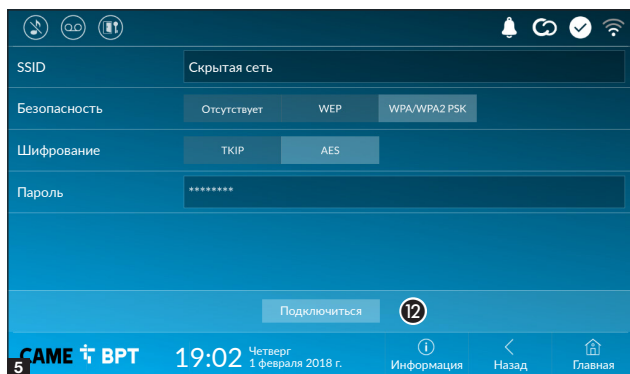 SSID Скрытая сеть
Безопасность Отсутствует WEP WPA/WPA2 PSK
Шифрование TKIP AES
Пароль ********
Подключиться 12
5 CAME BPT 19:02 Четверг
1 февраля 2018 г.
Информация Назад Главная